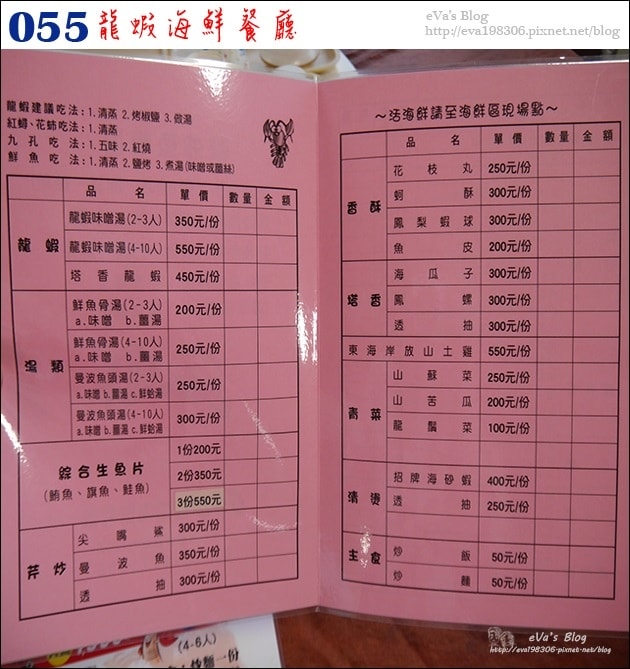 055龍蝦海鮮餐廳
eVa's Blog
http://eva198306.pixnet.net/blog
龍蝦建議吃法：1.清蒸 2.烤椒鹽 3.做湯
紅蟳、花蚵吃法：1.清蒸
九孔吃法：1.五味 2.紅燒
鮮魚吃法：1.清蒸 2.鹽烤 3.煮湯(味噌或薑絲)
品名 單價 數量 金額
龍蝦
龍蝦味噌湯(2-3人) 350元/份
龍蝦味噌湯(4-10人) 550元/份
塔香龍蝦 450元/份
湯類
鮮魚骨湯(2-3人) 200元/份
a.味噌 b.薑湯
鮮魚骨湯(4-10人) 250元/份
a.味噌 b.薑湯
曼波魚頭湯(2-3人) 250元/份
a.味噌 b.薑湯 c.鮮蛤湯
曼波魚頭湯(4-10人) 300元/份
a.味噌 b.薑湯 c.鮮蛤湯
綜合生魚片
(鮪魚、旗魚、鮭魚)
1份200元
2份350元
3份550元
芹炒
尖嘴鯊 300元/份
曼波魚 350元/份
透抽 300元/份
～活海鮮請至海鮮區現場點～
品名 單價 數量 金額
香酥
花枝丸 250元/份
蚵酥 300元/份
鳳梨蝦球 300元/份
魚皮 200元/份
塔香
海瓜子 300元/份
鳳螺 300元/份
透抽 300元/份
東海岸放山土雞 550元/份
青菜
山蘇菜 250元/份
山苦瓜 200元/份
龍鬚菜 100元/份
清燙
招牌海砂蝦 400元/份
透抽 250元/份
主食
炒飯 50元/份
炒麵 50元/份
(4-6人)
炒麵一份
eVa's Blog
http://eva198306.pixnet.net/blog